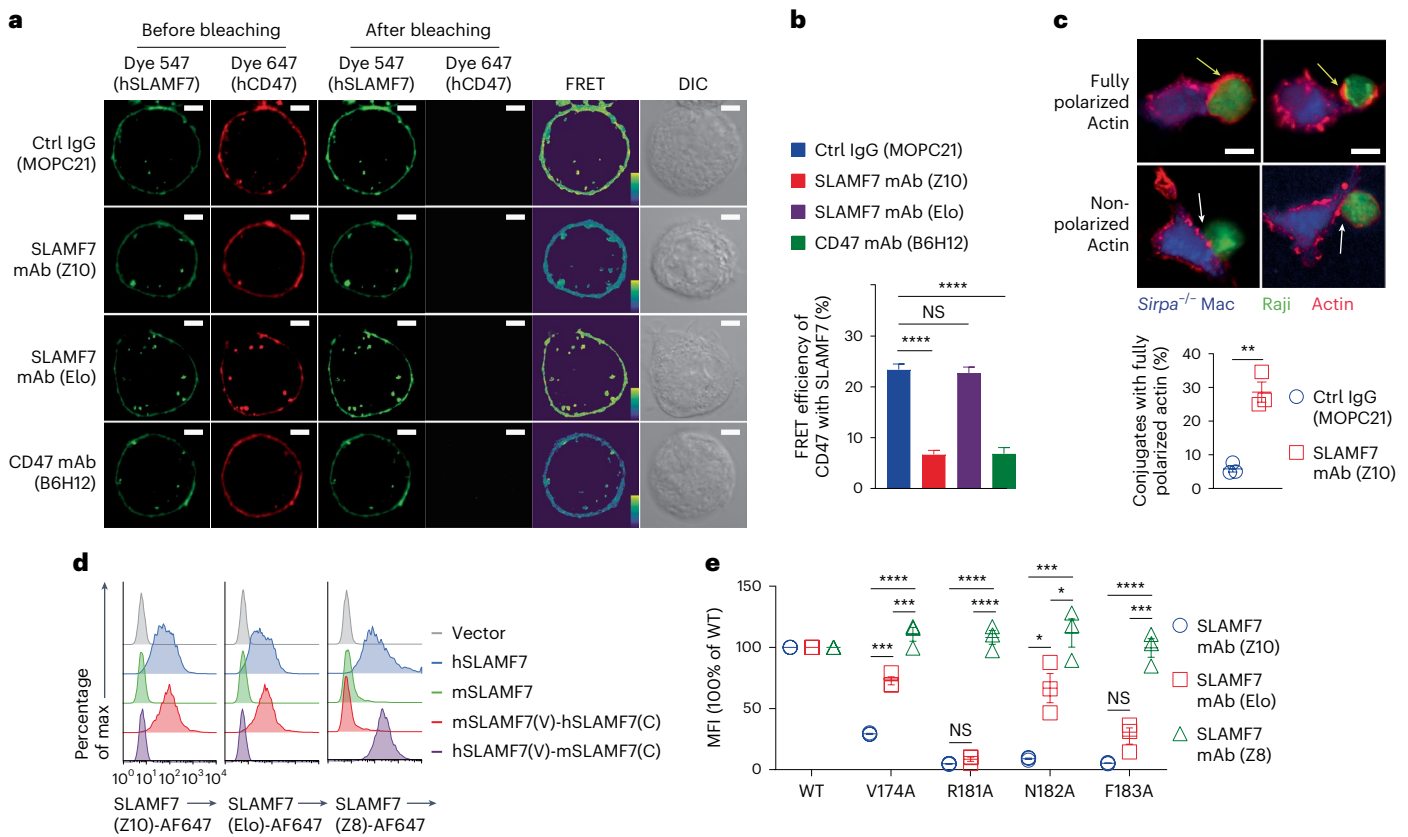 a
Before bleaching
After bleaching
Dye 547
(hSLAMF7)
Dye 647
(hCD47)
Dye 547
(hSLAMF7)
Dye 647
(hCD47)
FRET
DIC
Ctrl IgG
(MOPC21)
SLAMF7
mAb (Z10)
SLAMF7
mAb (Elo)
CD47 mAb
(B6H12)
b
Ctrl IgG (MOPC21)
SLAMF7 mAb (Z10)
SLAMF7 mAb (Elo)
CD47 mAb (B6H12)
FRET efficiency of
CD47 with SLAMF7 (%)
30
20
10
0
****
NS
****
c
Fully
polarized
Actin
Non-
polarized
Actin
Sirpa−/− Mac
Raji
Actin
Conjugates with fully
polarized actin (%)
40
30
20
10
0
**
Ctrl IgG
(MOPC21)
SLAMF7
mAb (Z10)
d
Percentage
of max
Vector
hSLAMF7
mSLAMF7
mSLAMF7(V)-hSLAMF7(C)
hSLAMF7(V)-mSLAMF7(C)
10⁰ 10¹ 10² 10³ 10⁴
SLAMF7
(Z10)-AF647
SLAMF7
(Elo)-AF647
SLAMF7
(Z8)-AF647
e
MFI (100% of WT)
150
100
50
0
****
***
***
****
****
NS
***
*
*
****
***
NS
WT
V174A
R181A
N182A
F183A
SLAMF7
mAb (Z10)
SLAMF7
mAb (Elo)
SLAMF7
mAb (Z8)